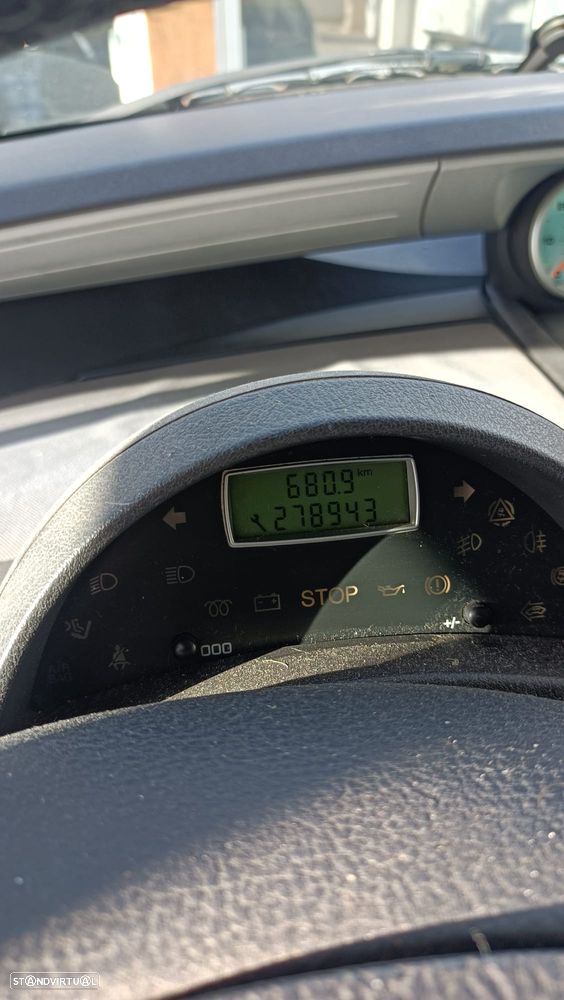 680.9 km
278943
STOP
000
+/-
STANDVIRTUAL